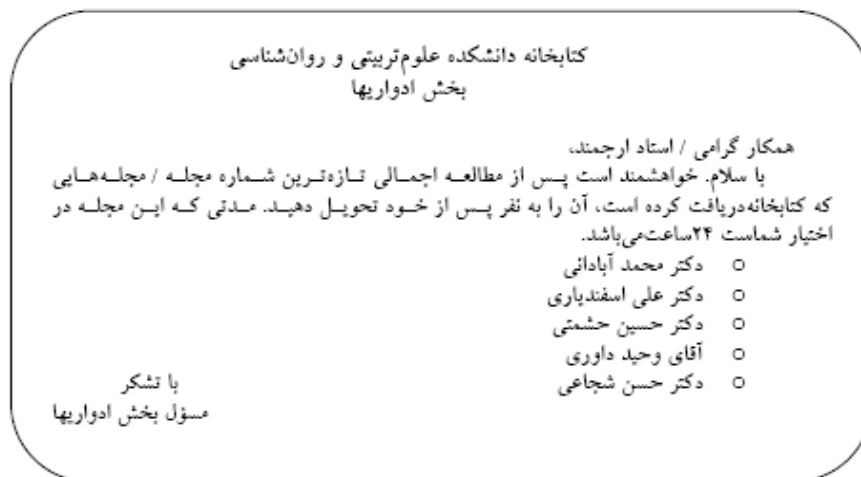 کتابخانه دانشکده علوم‌تربیتی و روان‌شناسی
بخش ادواریها
همکار گرامی / استاد ارجمند،
با سلام. خواهشمند است پس از مطالعه اجمالی تازه‌ترین شماره مجله / مجله‌هایی
که کتابخانه‌دریافت کرده است، آن را به نفر پس از خود تحویل دهید. مدتی که این مجله در
اختیار شماست ۲۴ساعت‌می‌باشد.
○ دکتر محمد آبادانی
○ دکتر علی اسفندیاری
○ دکتر حسین حشمتی
○ آقای وحید داوری
○ دکتر حسن شجاعی
با تشکر
مسؤل بخش ادواریها